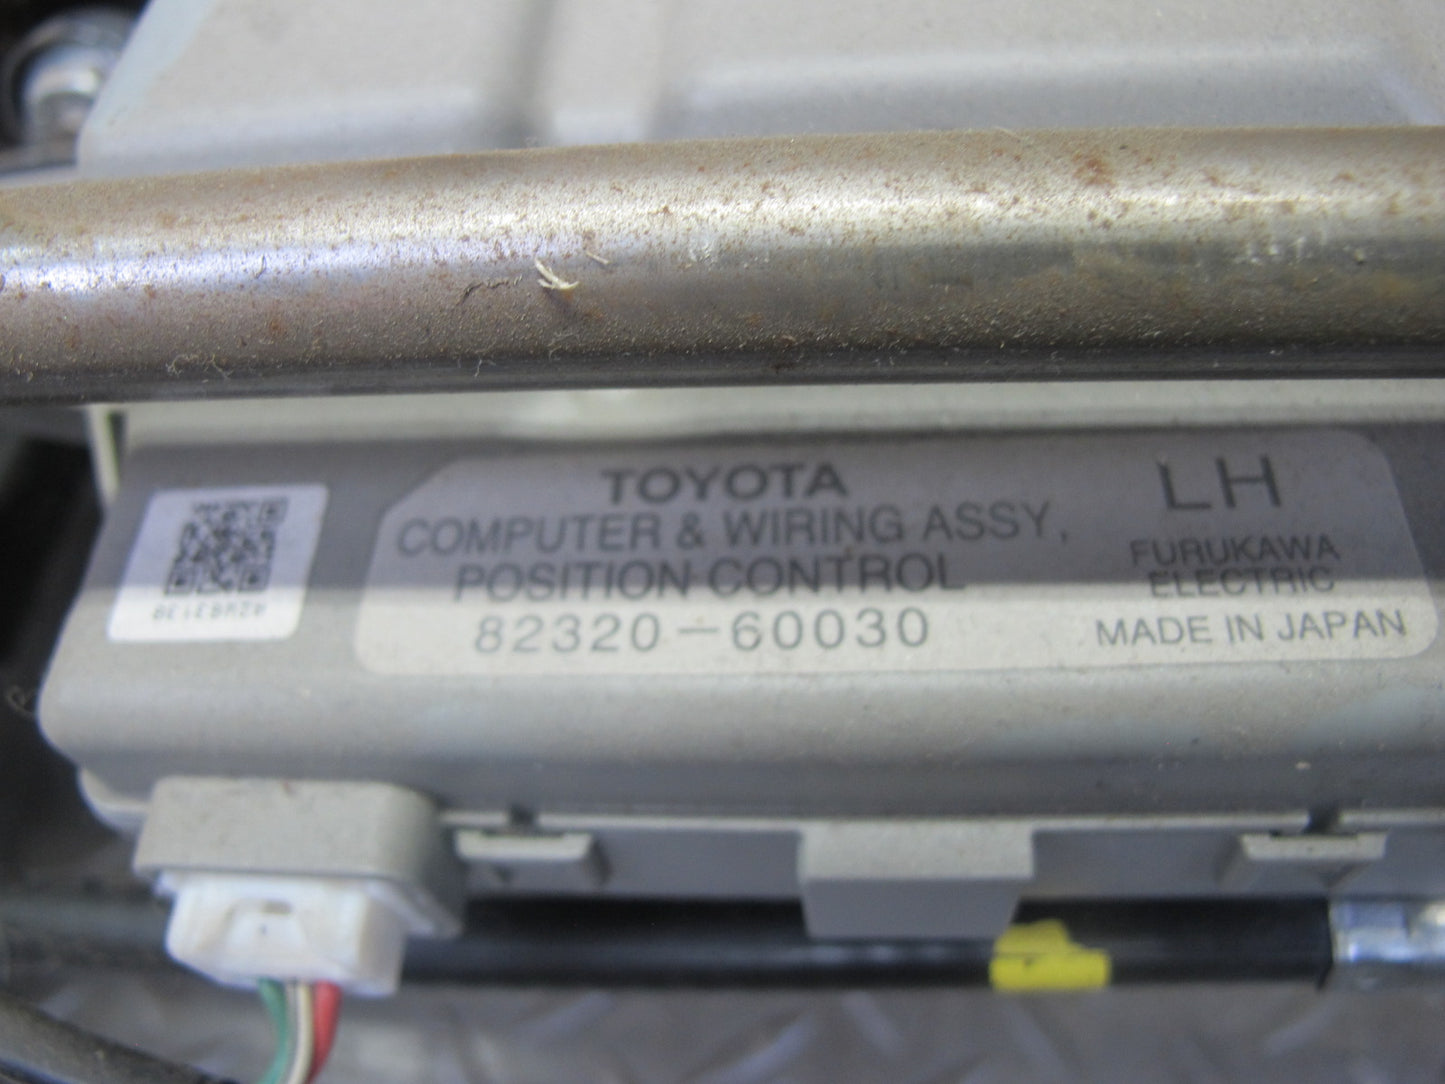 TOYOTA
COMPUTER & WIRING ASSY,
POSITION CONTROL
82320-60030
LH
FURUKAWA
ELECTRIC
MADE IN JAPAN